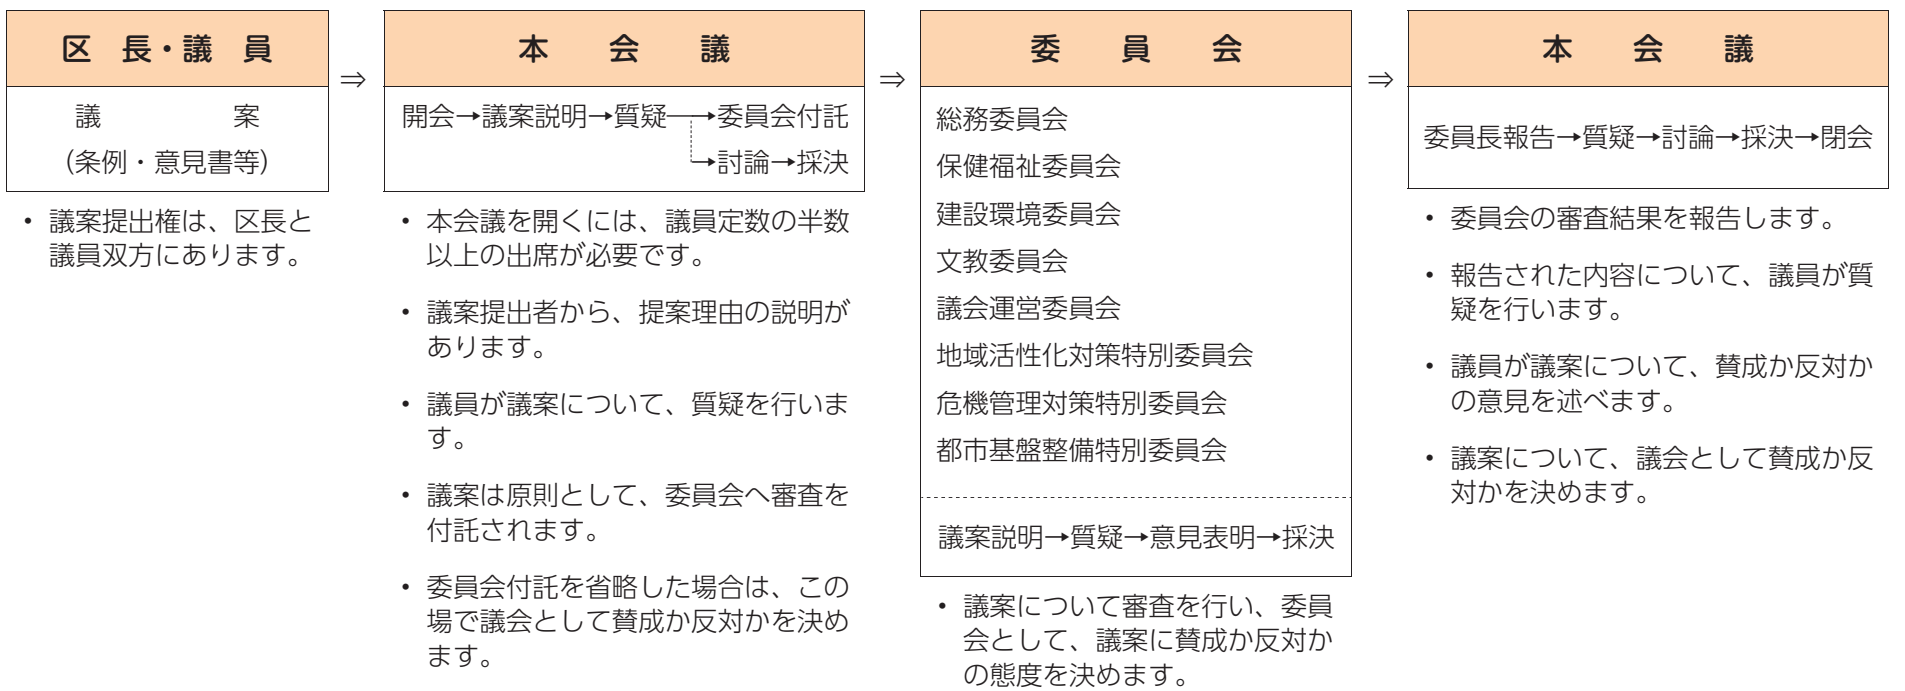 区　長・議　員
議　　　　　案
（条例・意見書等）
・ 議案提出権は、区長と
議員双方にあります。
⇒
本　会　議
開会→議案説明→質疑→委員会付託
→討論→採決
・ 本会議を開くには、議員定数の半数
以上の出席が必要です。
・ 議案提出者から、提案理由の説明が
あります。
・ 議員が議案について、質疑を行いま
す。
・ 議案は原則として、委員会へ審査を
付託されます。
・ 委員会付託を省略した場合は、この
場で議会として賛成か反対かを決め
ます。
⇒
委　員　会
総務委員会
保健福祉委員会
建設環境委員会
文教委員会
議会運営委員会
地域活性化対策特別委員会
危機管理対策特別委員会
都市基盤整備特別委員会
議案説明→質疑→意見表明→採決
・ 議案について審査を行い、委員
会として、議案に賛成か反対か
の態度を決めます。
⇒
本　会　議
委員長報告→質疑→討論→採決→閉会
・ 委員会の審査結果を報告します。
・ 報告された内容について、議員が質
疑を行います。
・ 議員が議案について、賛成か反対か
の意見を述べます。
・ 議案について、議会として賛成か反
対かを決めます。